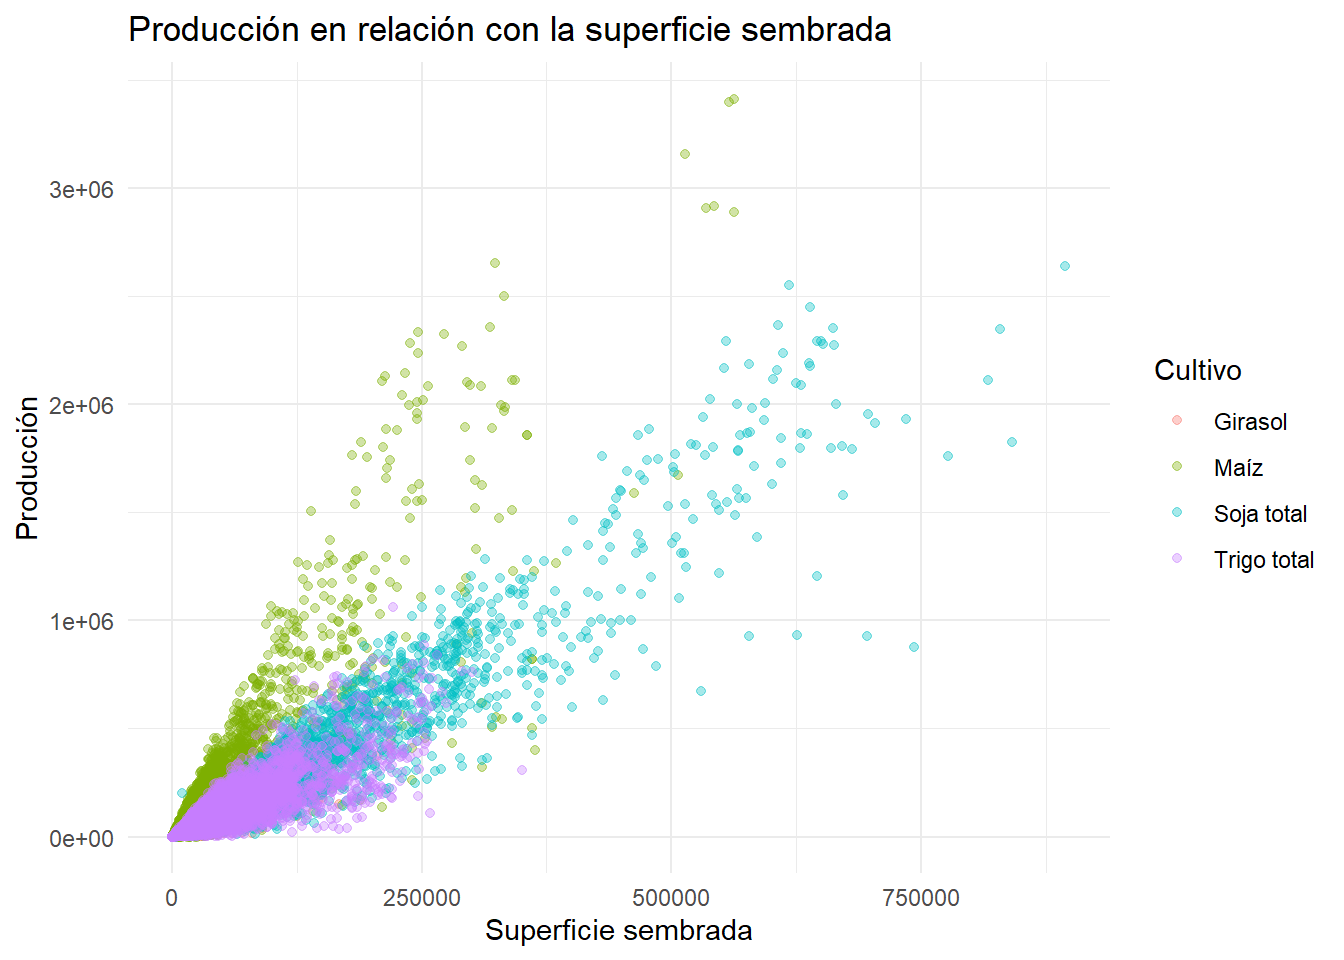 Producción en relación con la superficie sembrada
3e+06
2e+06
1e+06
0e+00
Producción
0
250000
500000
750000
Superficie sembrada
Cultivo
Girasol
Maíz
Soja total
Trigo total